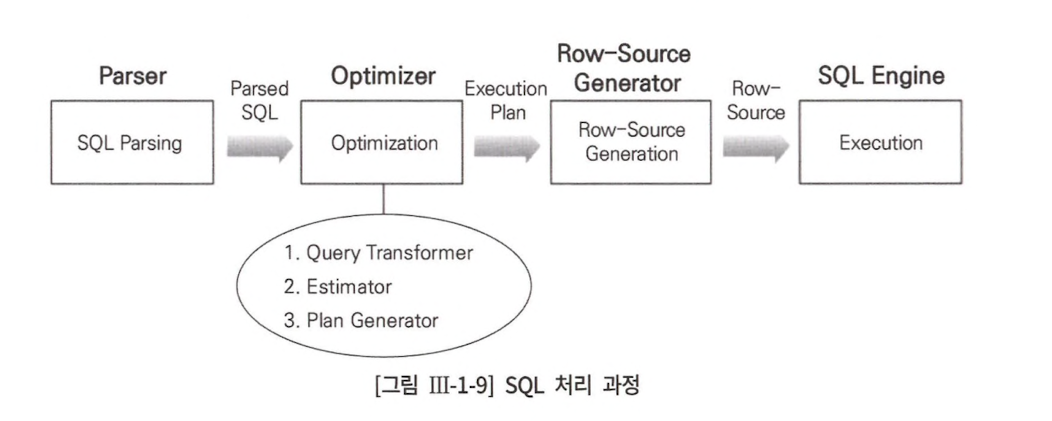 Parser
SQL Parsing
Parsed
SQL
Optimizer
Optimization
Execution
Plan
Row-Source
Generator
Row-Source
Generation
Row-
Source
SQL Engine
Execution
1. Query Transformer
2. Estimator
3. Plan Generator
[그림 Ⅲ-1-9] SQL 처리 과정